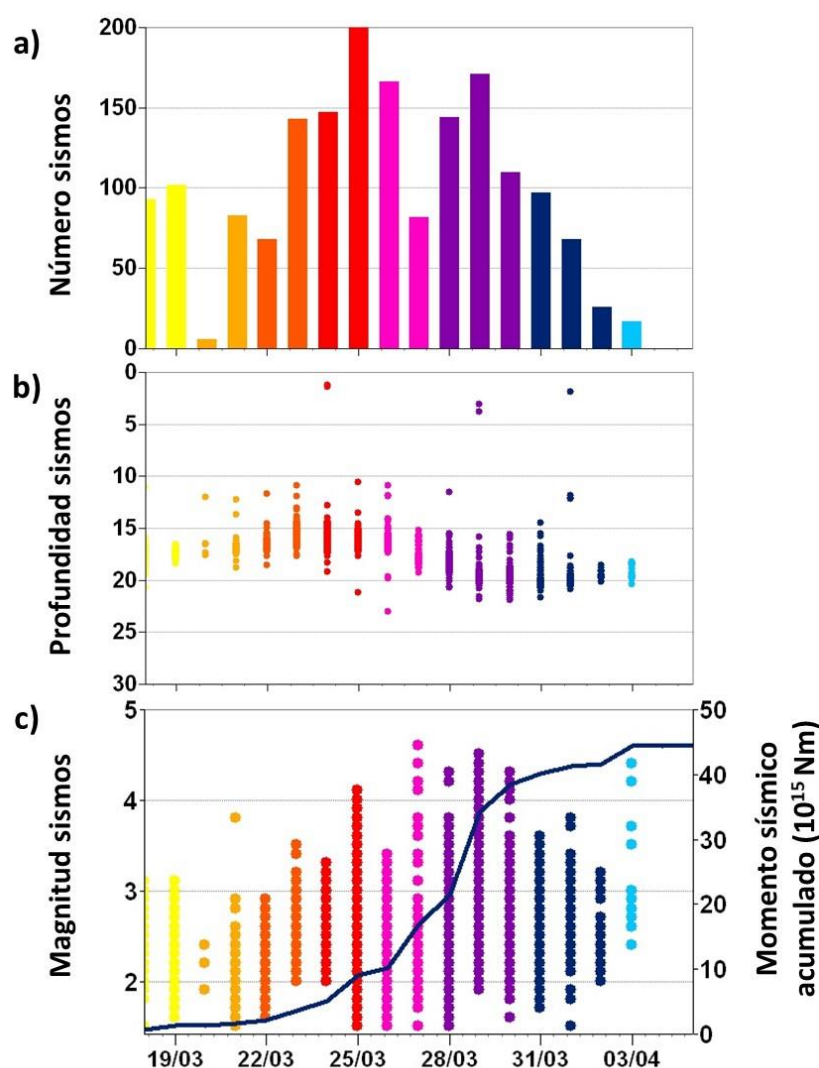 a)
Número sismos
200
150
100
50
0
b)
Profundidad sismos
0
5
10
15
20
25
30
c)
Magnitud sismos
5
4
3
2
50
40
30
20
10
0
Momento sísmico
acumulado (10¹⁵ Nm)
19/03 22/03 25/03 28/03 31/03 03/04